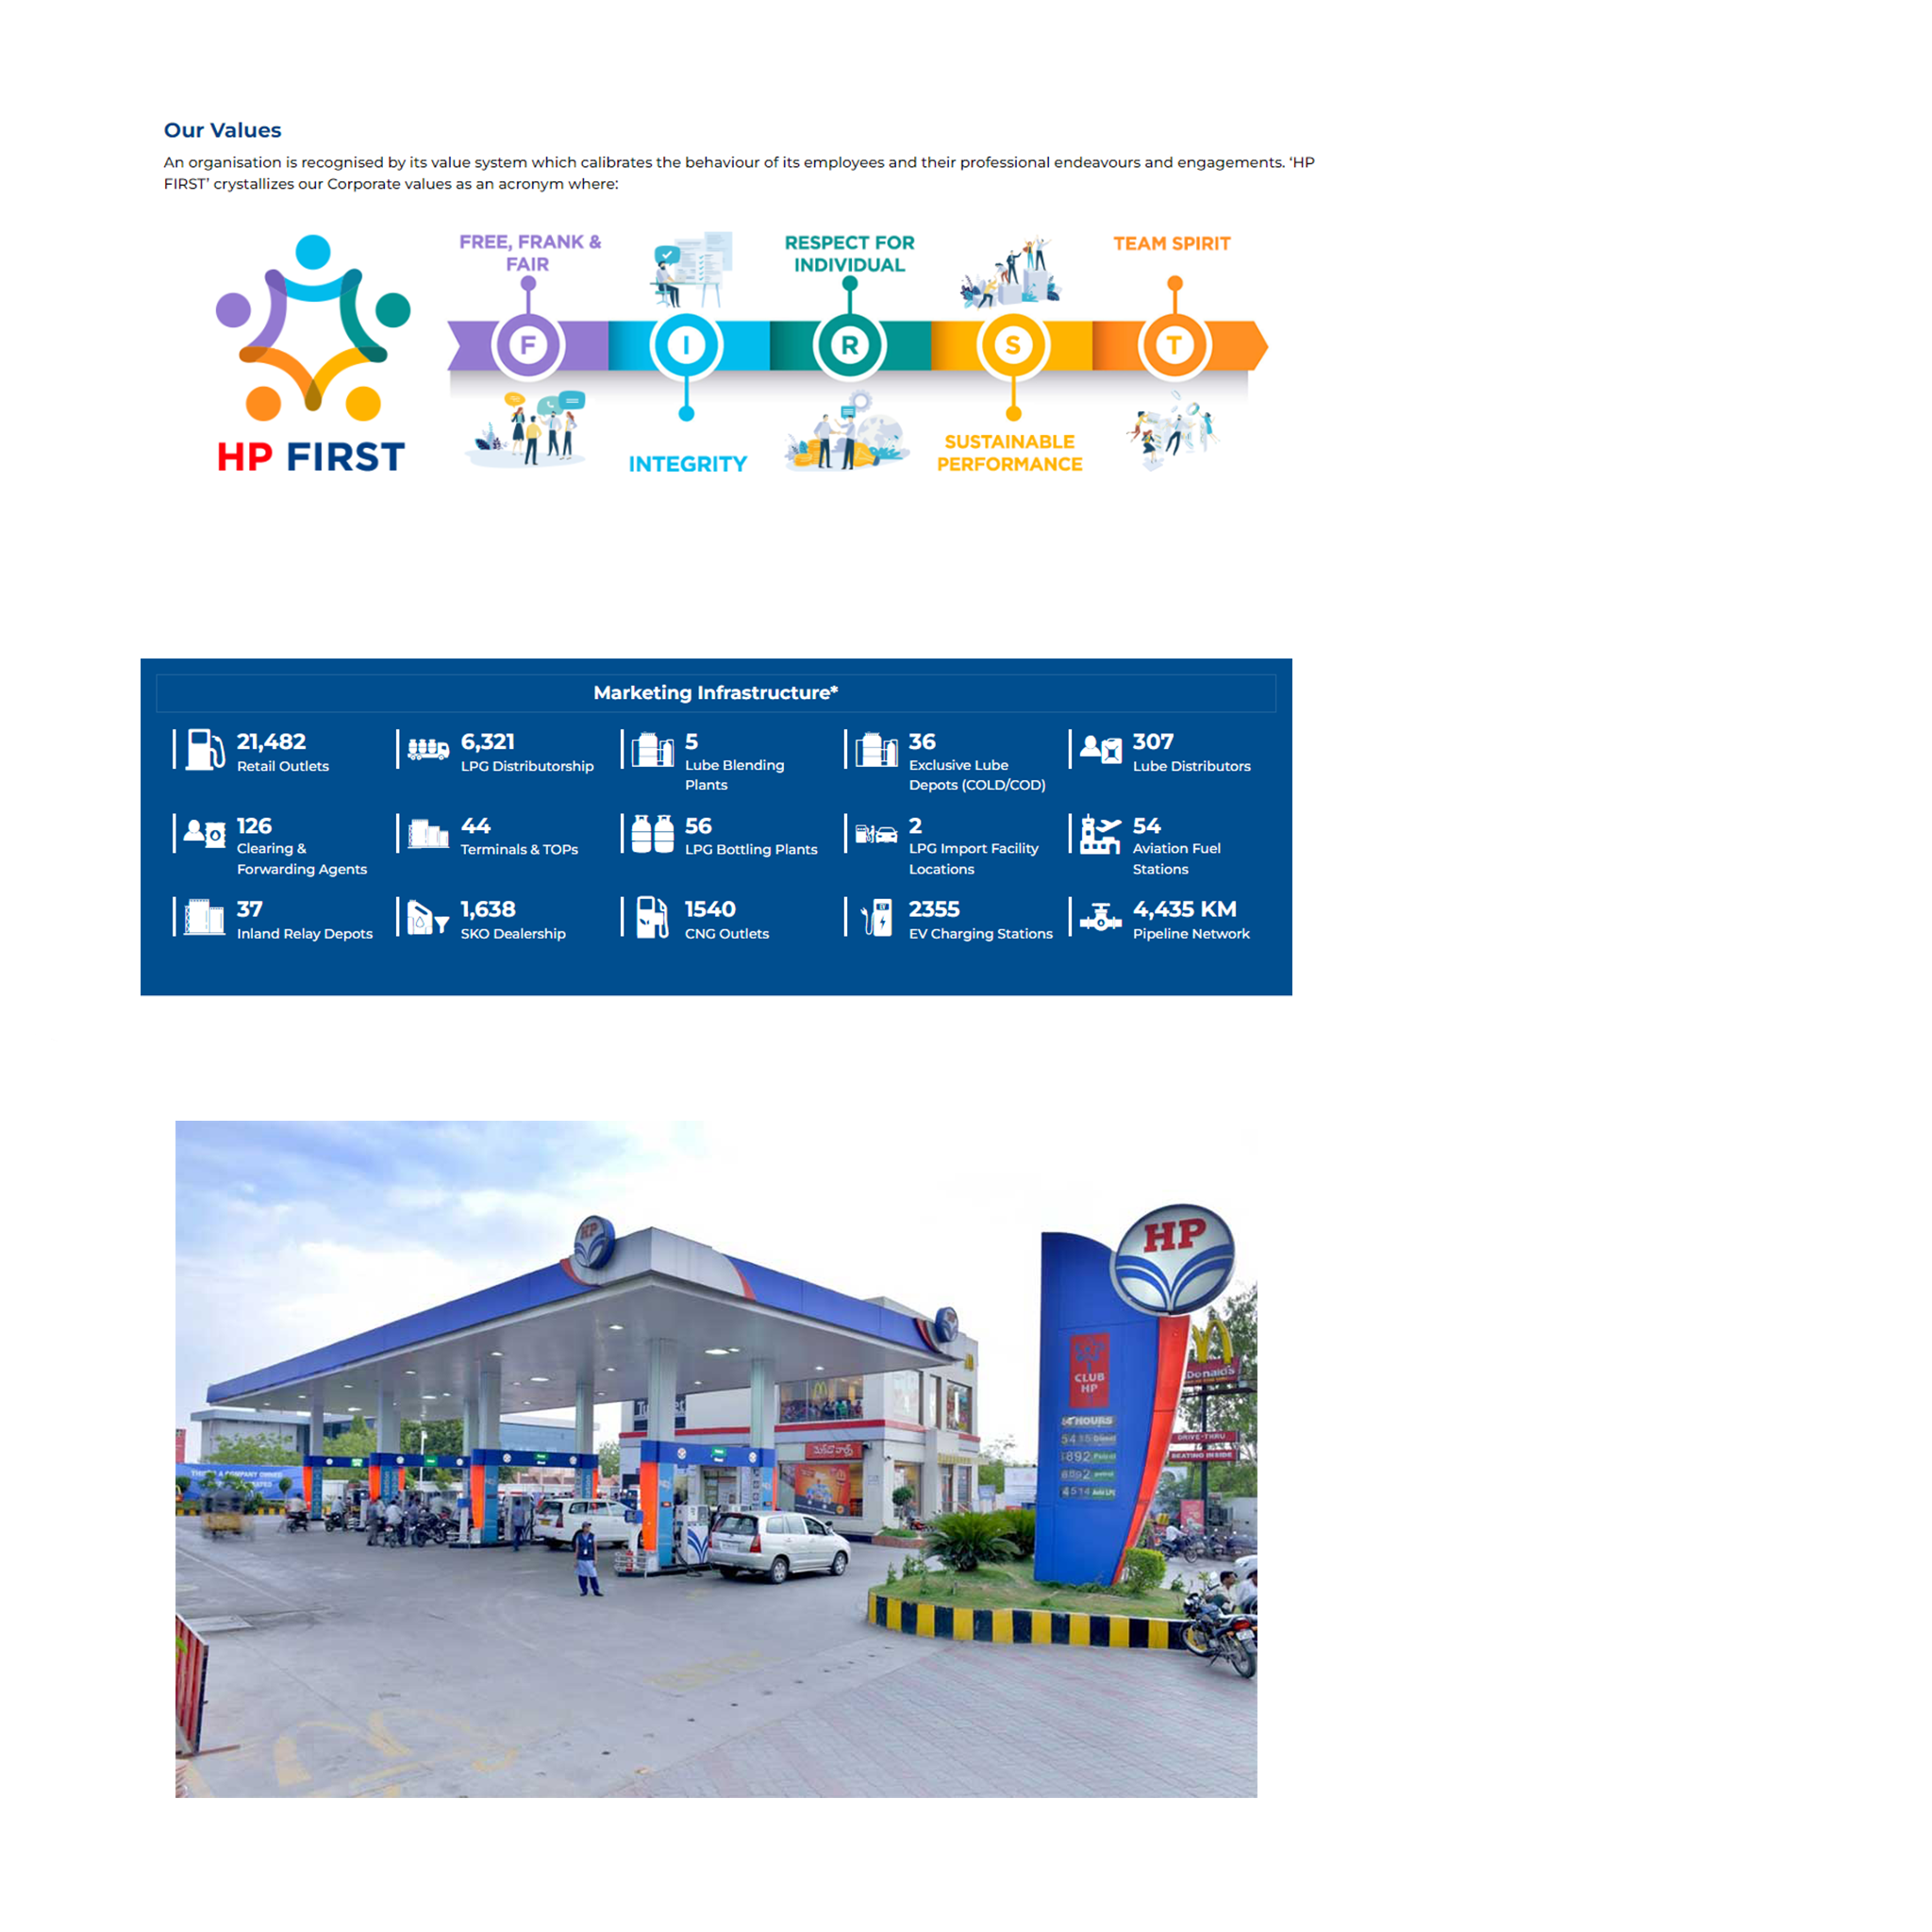 Our Values
An organisation is recognised by its value system which calibrates the behaviour of its employees and their professional endeavours and engagements. ‘HP
FIRST’ crystallizes our Corporate values as an acronym where:
FREE, FRANK &
FAIR
RESPECT FOR
INDIVIDUAL
TEAM SPIRIT
F
I
R
S
T
HP FIRST
INTEGRITY
SUSTAINABLE
PERFORMANCE
Marketing Infrastructure*
21,482
Retail Outlets
6,321
LPG Distributorship
5
Lube Blending
Plants
36
Exclusive Lube
Depots (COLD/COD)
307
Lube Distributors
126
Clearing &
Forwarding Agents
44
Terminals & TOPs
56
LPG Bottling Plants
2
LPG Import Facility
Locations
54
Aviation Fuel
Stations
37
Inland Relay Depots
1,638
SKO Dealership
1540
CNG Outlets
2355
EV Charging Stations
4,435 KM
Pipeline Network
HP
HP
CLUB
HP
HOURS
DRIVE-THRU
SEATING INSIDE